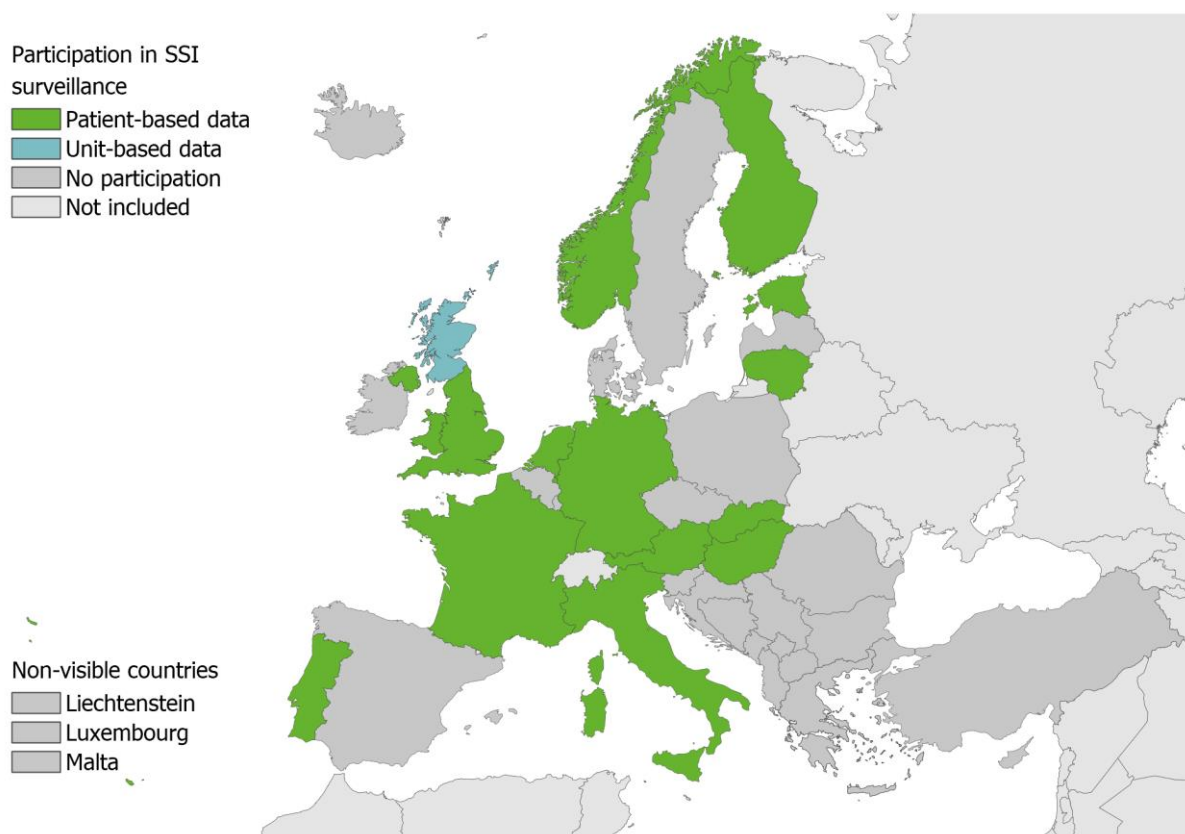 Participation in SSI
surveillance
Patient-based data
Unit-based data
No participation
Not included
Non-visible countries
Liechtenstein
Luxembourg
Malta